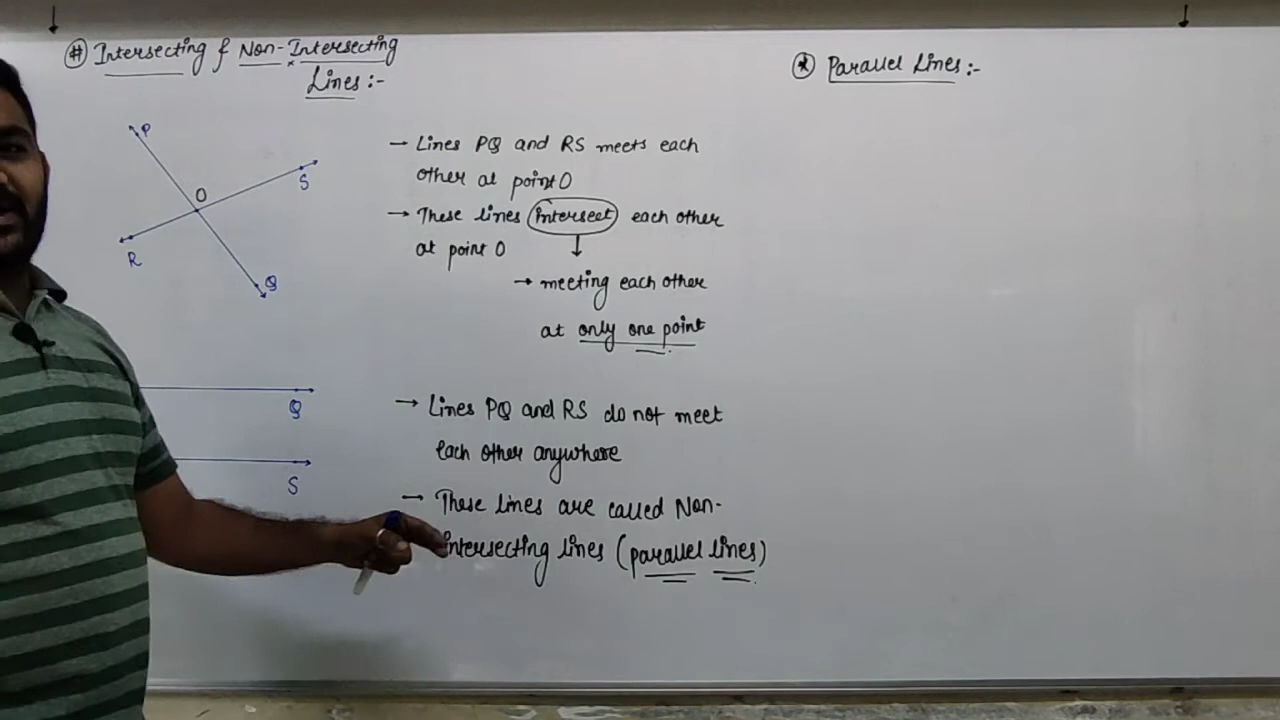 # Intersecting & Non-Intersecting
Lines:-
P
S
O
R
Q
→ Lines PQ and RS meets each
other at point O
→ These lines intersect each other
at point O
→ meeting each other
at only one point
Q
S
→ Lines PQ and RS do not meet
each other anywhere
→ These lines are called Non-
intersecting lines (parallel lines)
* Parallel Lines:-